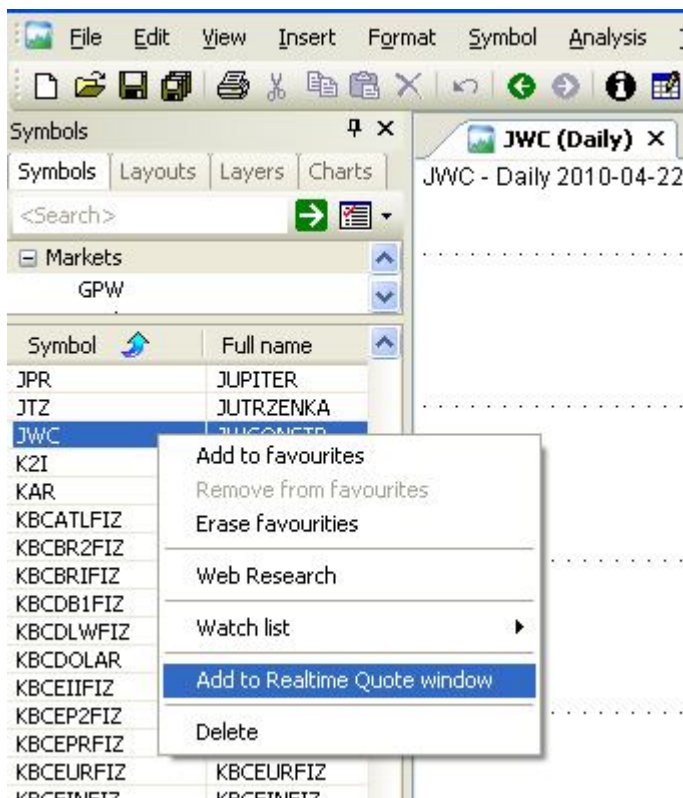 File Edit View Insert Format Symbol Analysis
Symbols
JWC (Daily)
Symbols Layouts Layers Charts
JWC - Daily 2010-04-22
<Search>
Markets
GPW
Symbol Full name
JPR JUPITER
JTZ JUTRZENKA
JWC JWCONSTR
K2I
KAR
KBCATLFIZ
KBCBR2FIZ
KBCBRIFIZ
KBCDB1FIZ
KBCDLWFIZ
KBCDOLAR
KBCEIIFIZ
KBCEP2FIZ
KBCEPRFIZ
KBCEURFIZ KBCEURFIZ
Add to favourites
Remove from favourites
Erase favourities
Web Research
Watch list
Add to Realtime Quote window
Delete